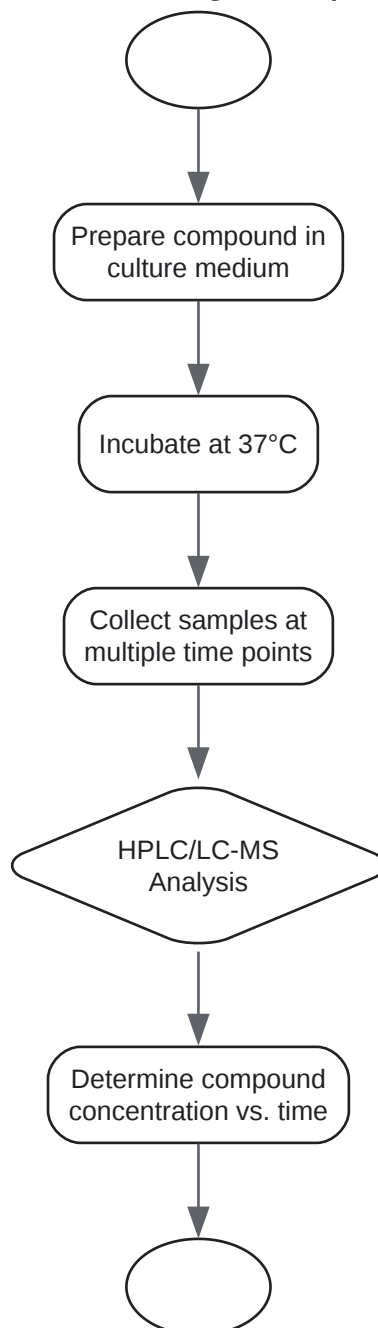 Prepare compound in
culture medium
Incubate at 37°C
Collect samples at
multiple time points
HPLC/LC-MS
Analysis
Determine compound
concentration vs. time